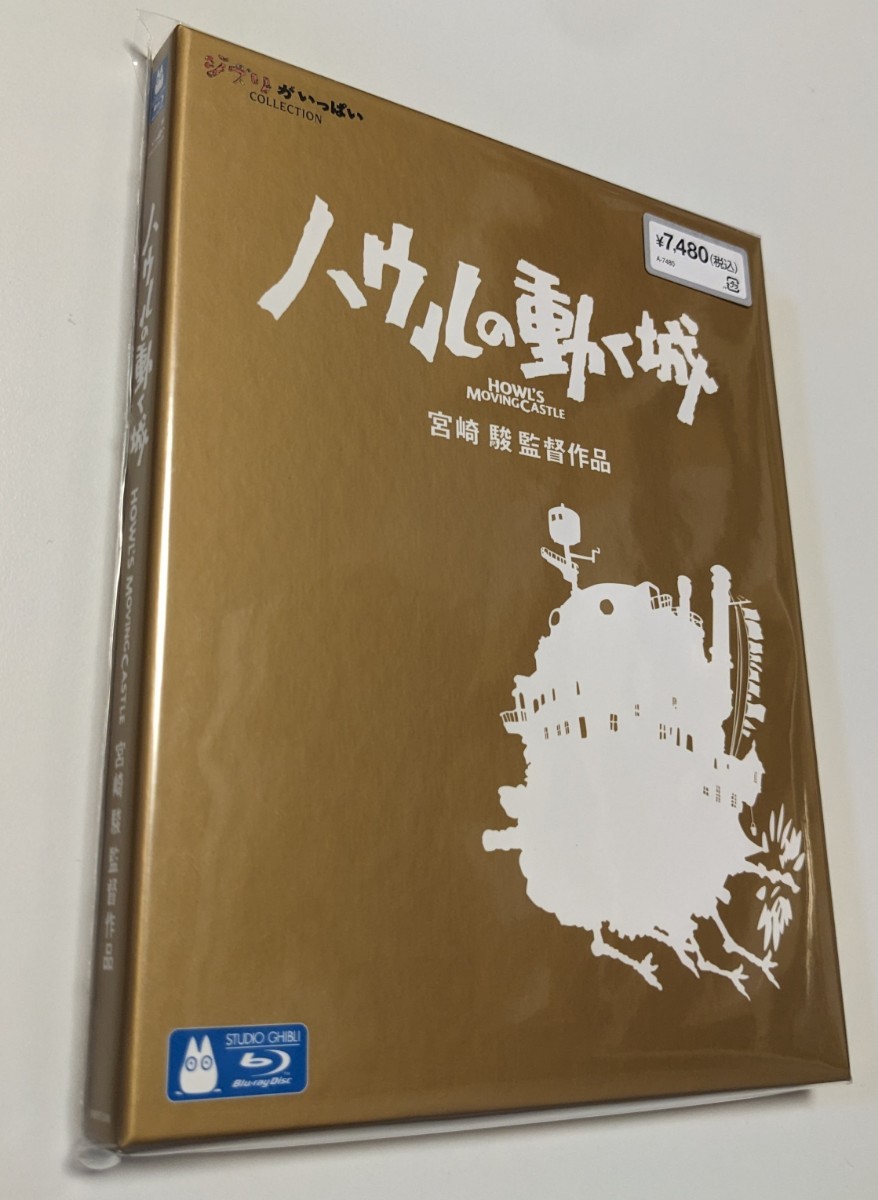 ジブリがいっぱい
COLLECTION
ハウルの動く城
HOWL'S
MOVING CASTLE
宮崎 駿 監督作品
¥7,480(税込)
A-7480
STUDIO GHIBLI
Blu-ray Disc
ハウルの動く城 HOWL'S MOVING CASTLE 宮崎 駿 監督作品